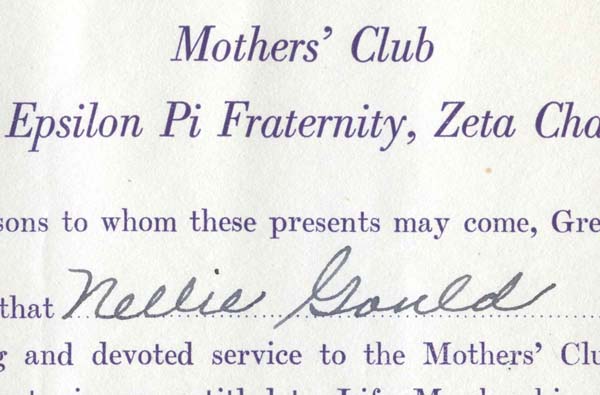 Mothers' Club
Epsilon Pi Fraternity, Zeta Cha
sons to whom these presents may come, Gre
that Nellie Gould
g and devoted service to the Mothers' Clu